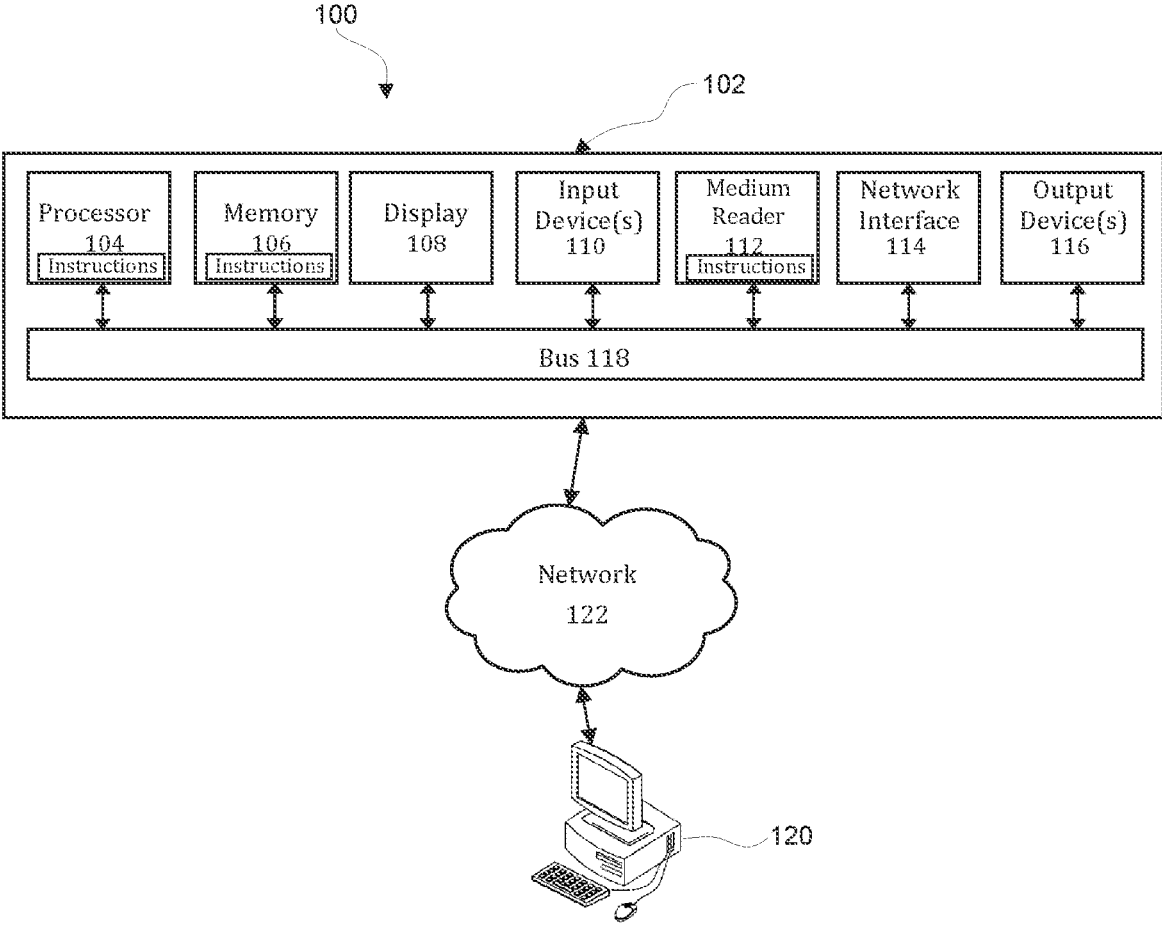 100
102
Processor
104
Instructions
Memory
106
Instructions
Display
108
Input
Device(s)
110
Medium
Reader
112
Instructions
Network
Interface
114
Output
Device(s)
116
Bus 118
Network
122
120